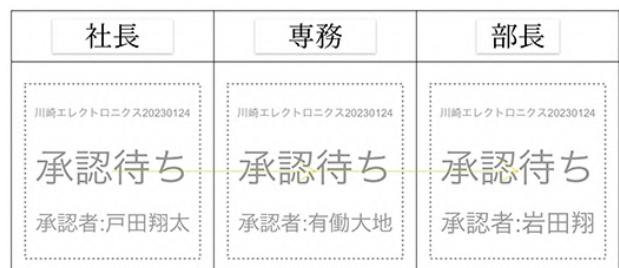 社長 専務 部長
川崎エレクトロニクス20230124 川崎エレクトロニクス20230124 川崎エレクトロニクス20230124
承認待ち 承認待ち 承認待ち
承認者:戸田翔太 承認者:有働大地 承認者:岩田翔